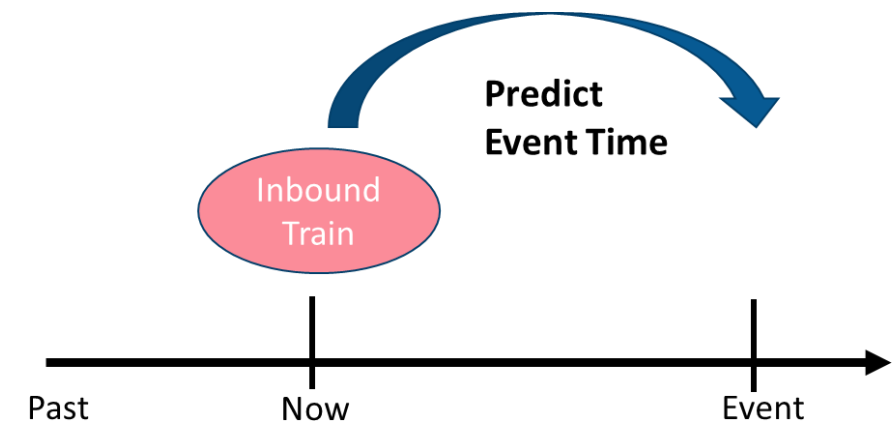 Predict
Event Time
Inbound
Train
Past
Now
Event